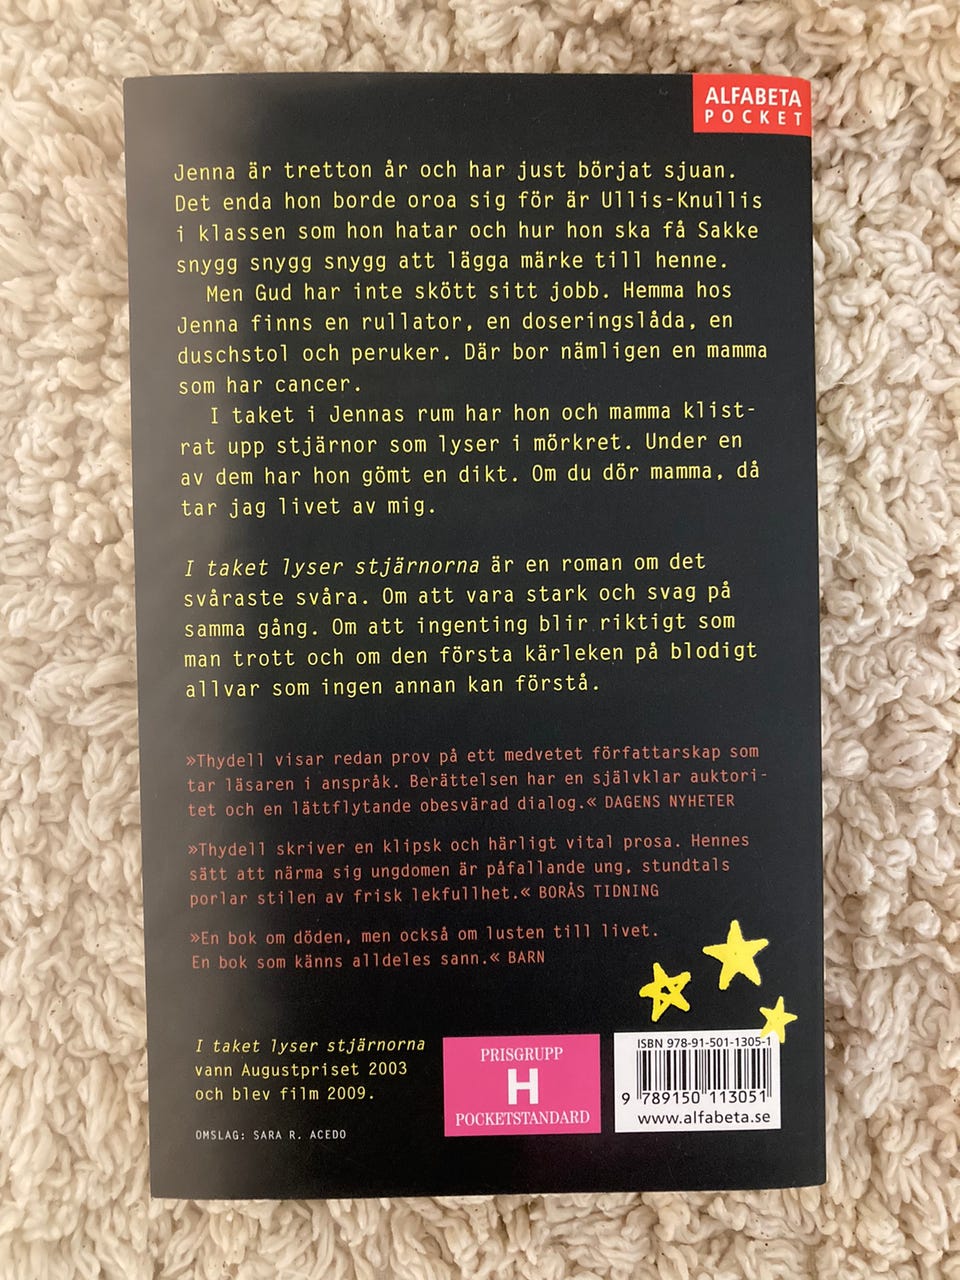 ALFABETA
POCKET
Jenna är tretton år och har just börjat sjuan.
Det enda hon borde oroa sig för är Ullis-Knullis
i klassen som hon hatar och hur hon ska få Sakke
snygg snygg snygg att lägga märke till henne.
Men Gud har inte skött sitt jobb. Hemma hos
Jenna finns en rullator, en doseringslåda, en
duschstol och peruker. Där bor nämligen en mamma
som har cancer.
I taket i Jennas rum har hon och mamma klist-
rat upp stjärnor som lyser i mörkret. Under en
av dem har hon gömt en dikt. Om du dör mamma, då
tar jag livet av mig.
I taket lyser stjärnorna är en roman om det
svåraste svåra. Om att vara stark och svag på
samma gång. Om att ingenting blir riktigt som
man trott och om den första kärleken på blodigt
allvar som ingen annan kan förstå.
»Thydell visar redan prov på ett medvetet författarskap som
tar läsaren i anspråk. Berättelsen har en självklar auktori-
tet och en lättflytande obesvärad dialog.« DAGENS NYHETER
»Thydell skriver en klipsk och härligt vital prosa. Hennes
sätt att närma sig ungdomen är påfallande ung, stundtals
porlar stilen av frisk lekfullhet.« BORÅS TIDNING
»En bok om döden, men också om lusten till livet.
En bok som känns alldeles sann.« BARN
I taket lyser stjärnorna
vann Augustpriset 2003
och blev film 2009.
OMSLAG: SARA R. ACEDO
PRISGRUPP
H
POCKETSTANDARD
ISBN 978-91-501-1305-1
9 789150 113051
www.alfabeta.se